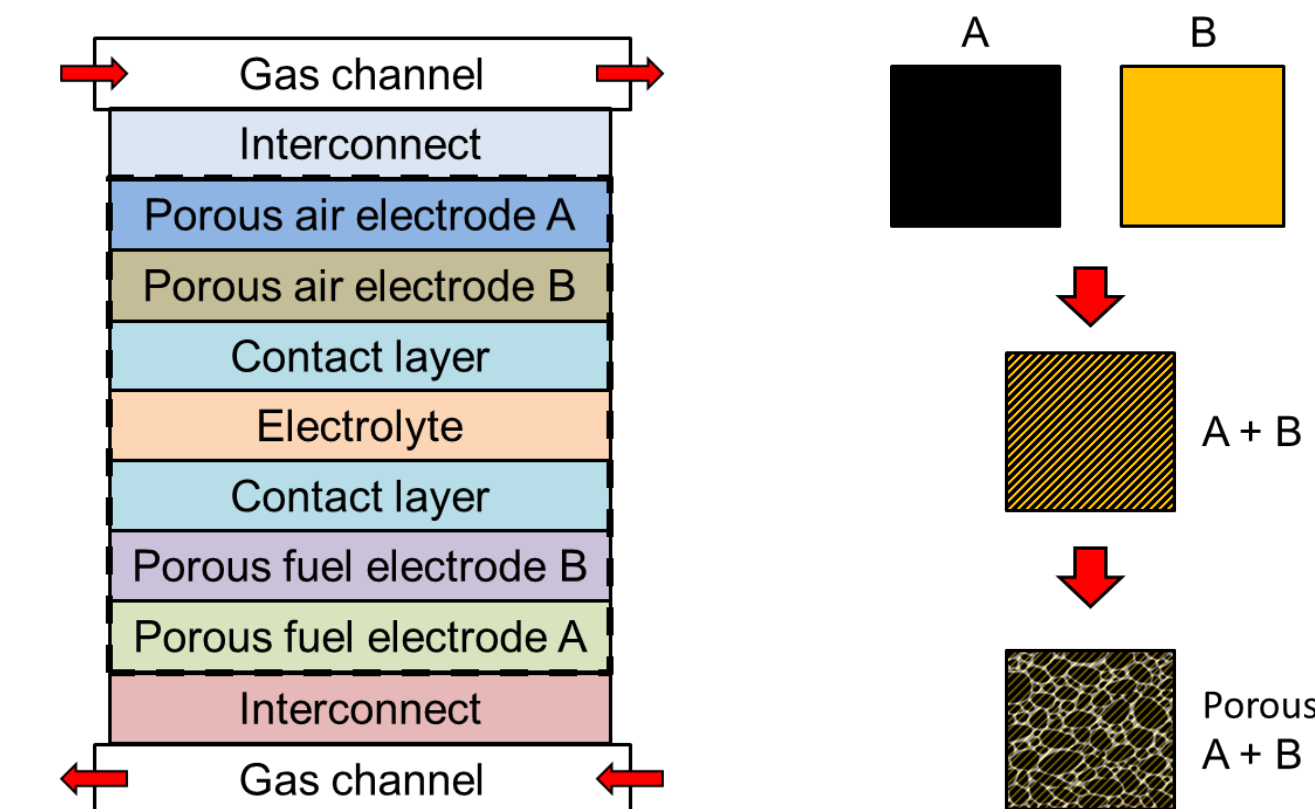 Gas channel
Interconnect
Porous air electrode A
Porous air electrode B
Contact layer
Electrolyte
Contact layer
Porous fuel electrode B
Porous fuel electrode A
Interconnect
Gas channel
A
B
A + B
Porous
A + B